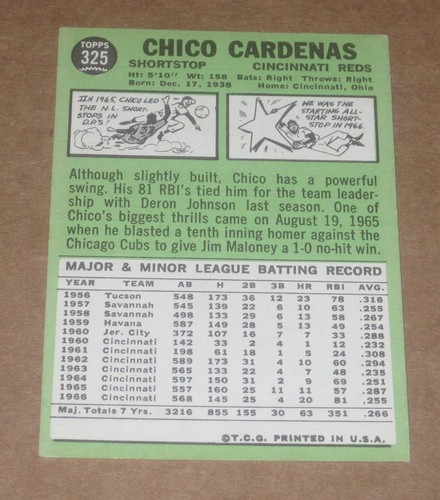 TOPPS
325
CHICO CARDENAS
SHORTSTOP CINCINNATI REDS
Ht: 5'10" Wt: 158 Bats: Right Throws: Right
Born: Dec. 17, 1938 Home: Cincinnati, Ohio
IN 1965, CHICO LED
THE N.L. SHORT-
STOPS IN
D.P.'S!
HE WAS THE
STARTING ALL-
STAR SHORT-
STOP IN 1966.
Although slightly built, Chico has a powerful
swing. His 81 RBI's tied him for the team leader-
ship with Deron Johnson last season. One of
Chico's biggest thrills came on August 19, 1965
when he blasted a tenth inning homer against the
Chicago Cubs to give Jim Maloney a 1-0 no-hit win.
MAJOR & MINOR LEAGUE BATTING RECORD
YEAR TEAM AB H 2B 3B HR RBI AVG.
1956 Tucson 548 173 36 12 23 78 .316
1957 Savannah 545 139 22 6 10 63 .255
1958 Savannah 498 133 29 6 13 58 .267
1959 Havana 587 149 28 5 13 49 .254
1960 Jer. City 372 107 16 7 7 33 .288
1960 Cincinnati 142 33 2 4 1 12 .232
1961 Cincinnati 198 61 18 1 5 24 .308
1962 Cincinnati 589 173 31 4 10 60 .294
1963 Cincinnati 565 133 22 4 7 48 .235
1964 Cincinnati 597 150 31 2 9 69 .251
1965 Cincinnati 557 160 25 11 11 57 .287
1966 Cincinnati 568 145 25 4 20 81 .255
Maj. Totals 7 Yrs. 3216 855 155 30 63 351 .266
©T.C.G. PRINTED IN U.S.A.